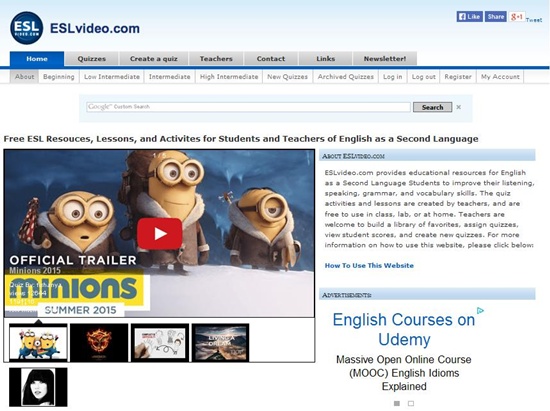 ESL
VIDEO.COM
ESLvideo.com
Like Share g+1 Tweet
Home Quizzes Create a quiz Teachers Contact Links Newsletter!
About Beginning Low Intermediate Intermediate High Intermediate New Quizzes Archived Quizzes Log in Log out Register My Account
Google™ Custom Search Search ×
Free ESL Resouces, Lessons, and Activites for Students and Teachers of English as a Second Language
OFFICIAL TRAILER
Minions 2015
Quiz By:
minions
SUMMER 2015
LIVING A
DREAM
About ESLvideo.com
ESLvideo.com provides educational resources for English
as a Second Language Students to improve their listening,
speaking, grammar, and vocabulary skills. The quiz
activities and lessons are created by teachers, and are
free to use in class, lab, or at home. Teachers are
welcome to build a library of favorites, assign quizzes,
view student scores, and create new quizzes. For more
information on how to use this website, please click below:
How To Use This Website
Advertisements:
English Courses on
Udemy
Massive Open Online Course
(MOOC) English Idioms
Explained